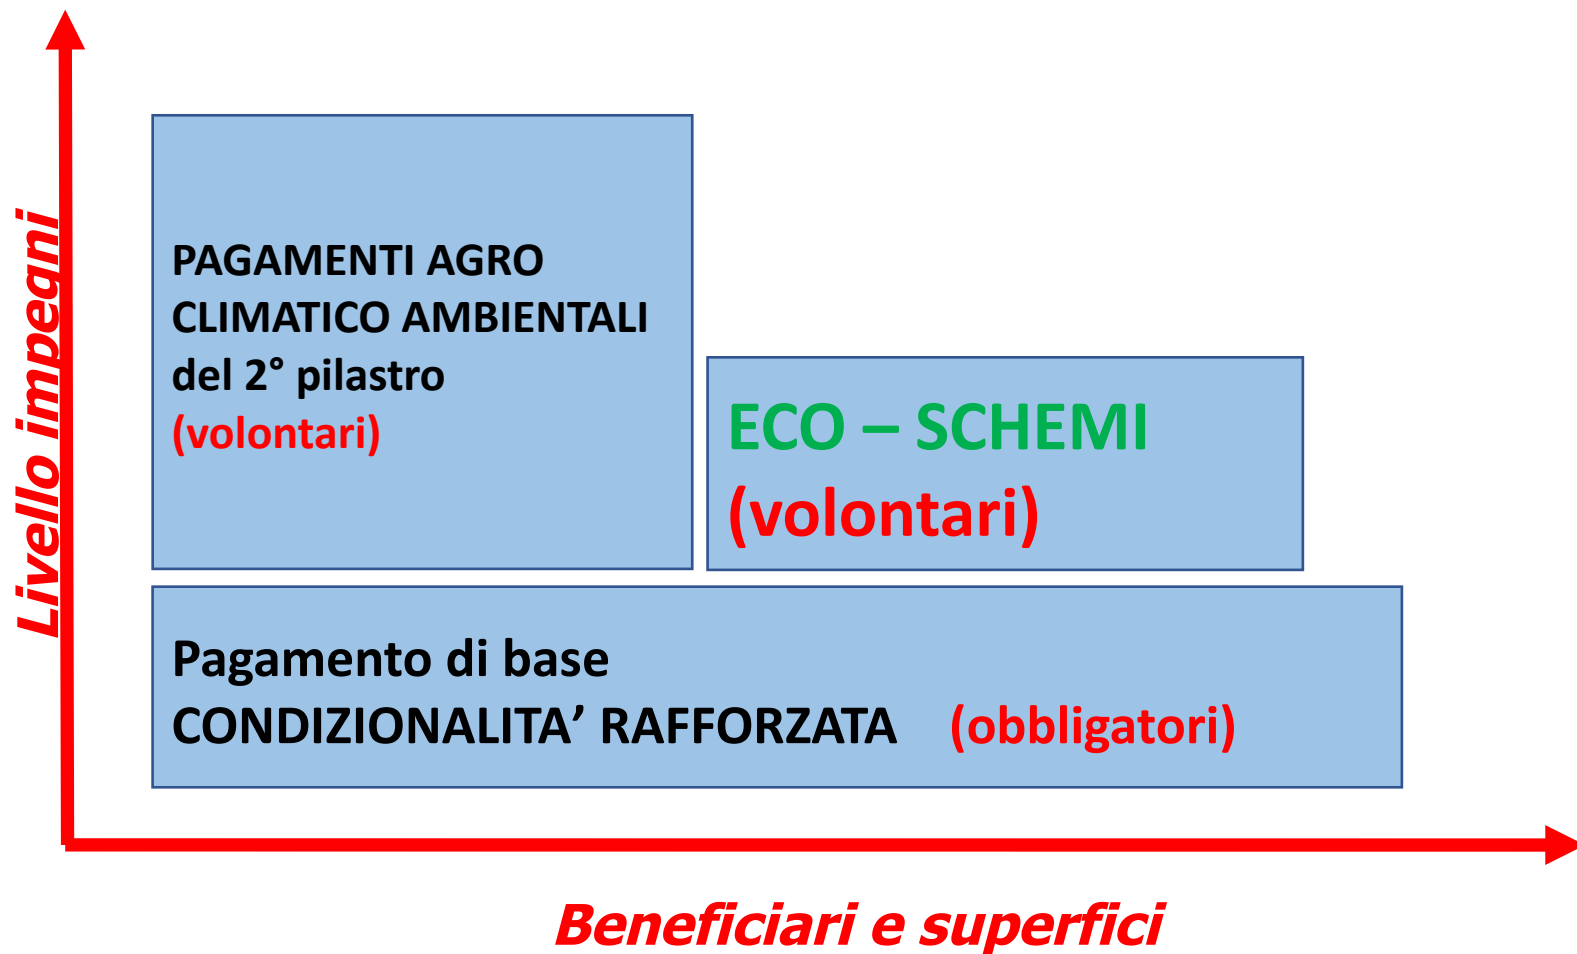 Livello impegni
PAGAMENTI AGRO
CLIMATICO AMBIENTALI
del 2° pilastro
(volontari)
ECO – SCHEMI
(volontari)
Pagamento di base
CONDIZIONALITA’ RAFFORZATA (obbligatori)
Beneficiari e superfici